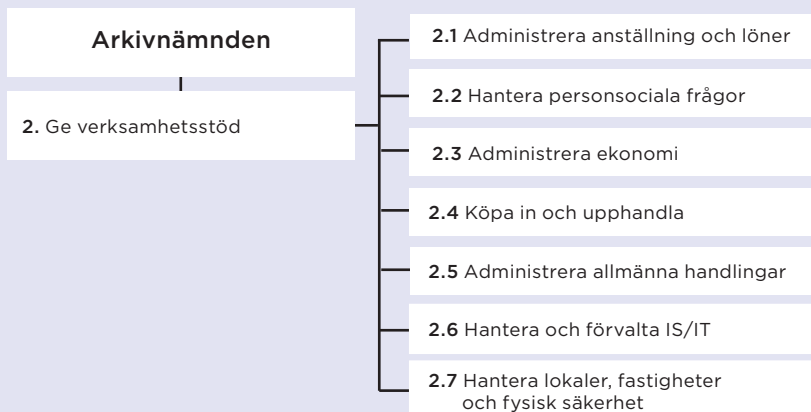 Arkivnämnden
2. Ge verksamhetsstöd
2.1 Administrera anställning och löner
2.2 Hantera personsociala frågor
2.3 Administrera ekonomi
2.4 Köpa in och upphandla
2.5 Administrera allmänna handlingar
2.6 Hantera och förvalta IS/IT
2.7 Hantera lokaler, fastigheter
och fysisk säkerhet